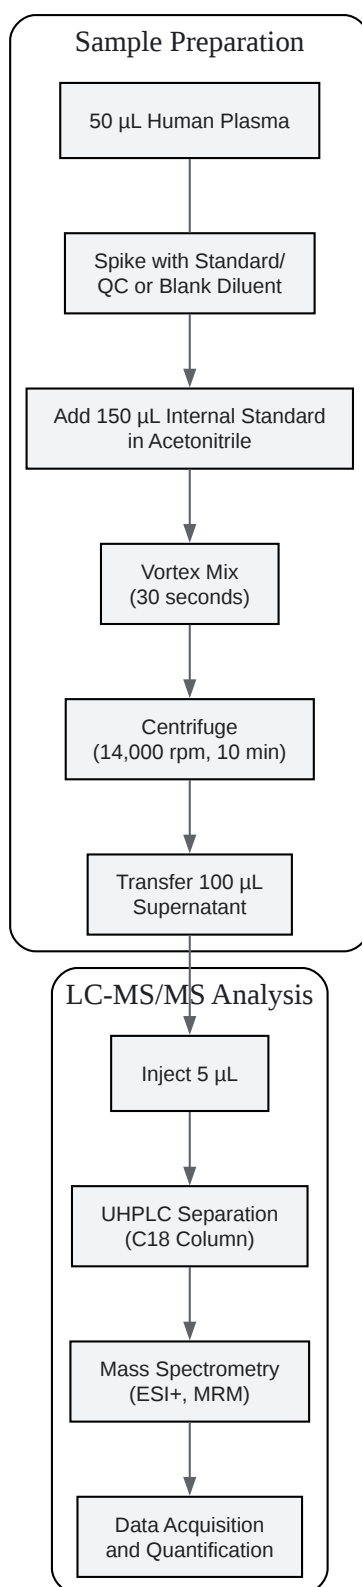 Sample Preparation
50 µL Human Plasma
Spike with Standard/
QC or Blank Diluent
Add 150 µL Internal Standard
in Acetonitrile
Vortex Mix
(30 seconds)
Centrifuge
(14,000 rpm, 10 min)
Transfer 100 µL
Supernatant
LC-MS/MS Analysis
Inject 5 µL
UHPLC Separation
(C18 Column)
Mass Spectrometry
(ESI+, MRM)
Data Acquisition
and Quantification